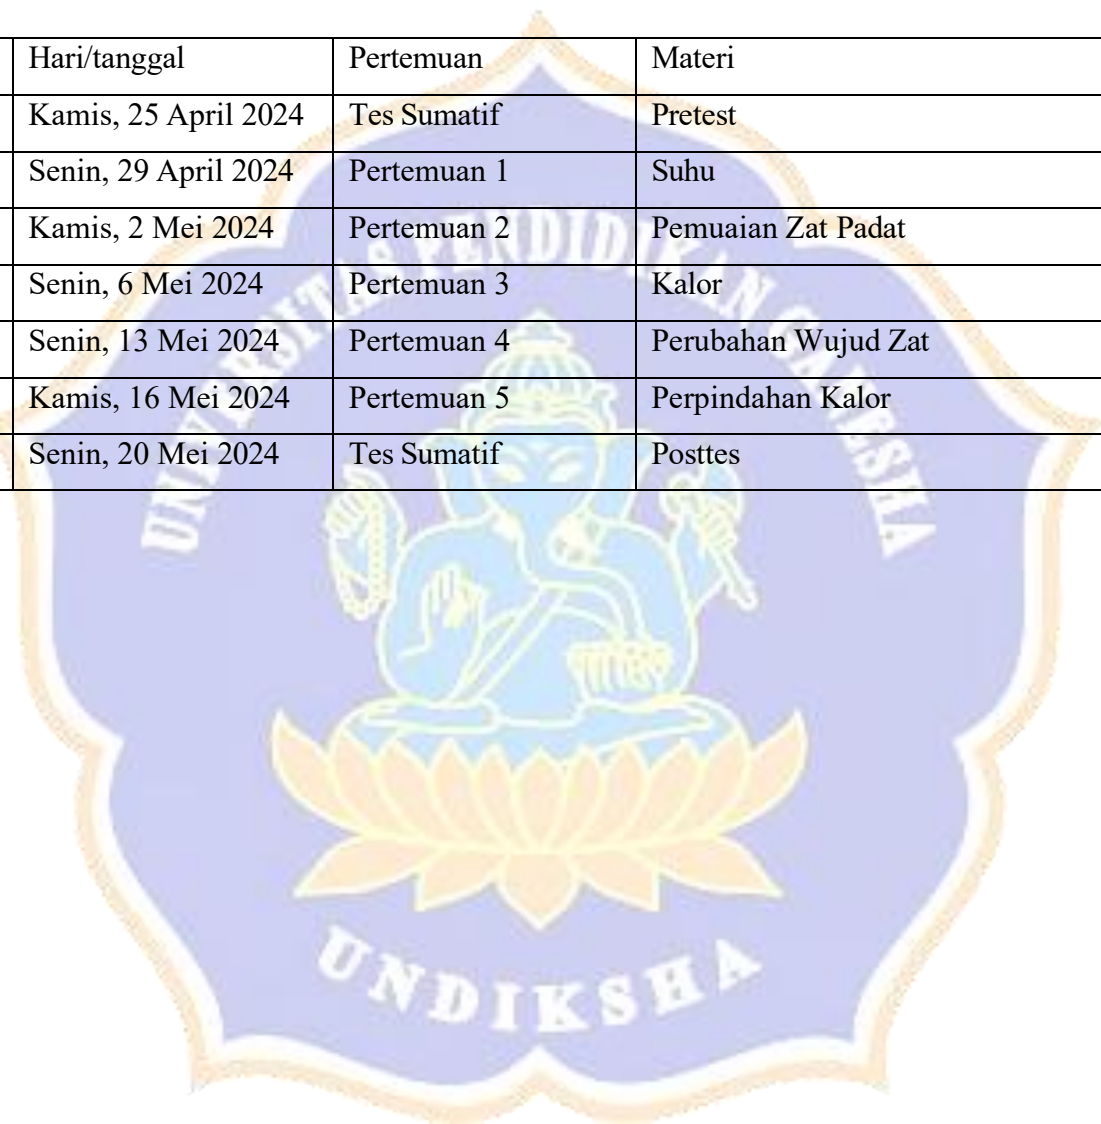 Hari/tanggal Pertemuan Materi
Kamis, 25 April 2024 Tes Sumatif Pretest
Senin, 29 April 2024 Pertemuan 1 Suhu
Kamis, 2 Mei 2024 Pertemuan 2 Pemuaian Zat Padat
Senin, 6 Mei 2024 Pertemuan 3 Kalor
Senin, 13 Mei 2024 Pertemuan 4 Perubahan Wujud Zat
Kamis, 16 Mei 2024 Pertemuan 5 Perpindahan Kalor
Senin, 20 Mei 2024 Tes Sumatif Posttes
UNIVERSITAS PENDIDIKAN GANESHA
UNDIKSHA